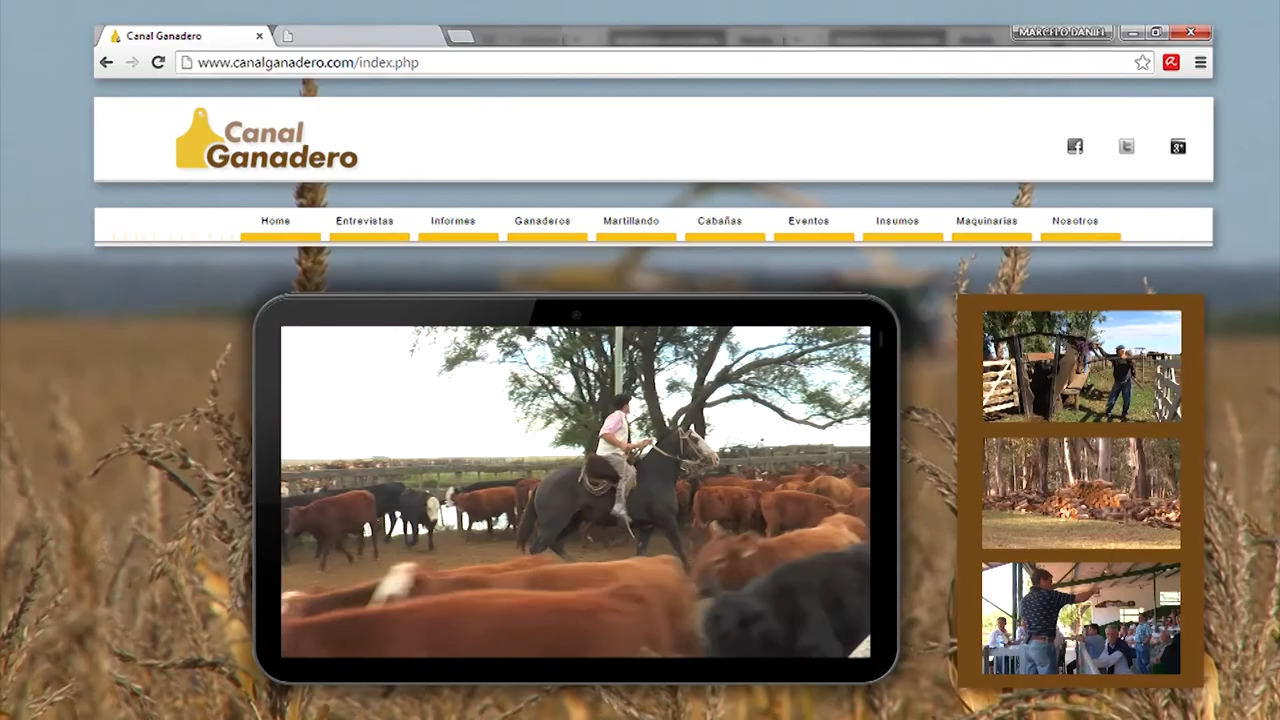 Canal Ganadero
MARCELO DANIEL
www.canalganadero.com/index.php
Canal
Ganadero
Home Entrevistas Informes Ganaderos Martillando Cabañas Eventos Insumos Maquinarias Nosotros